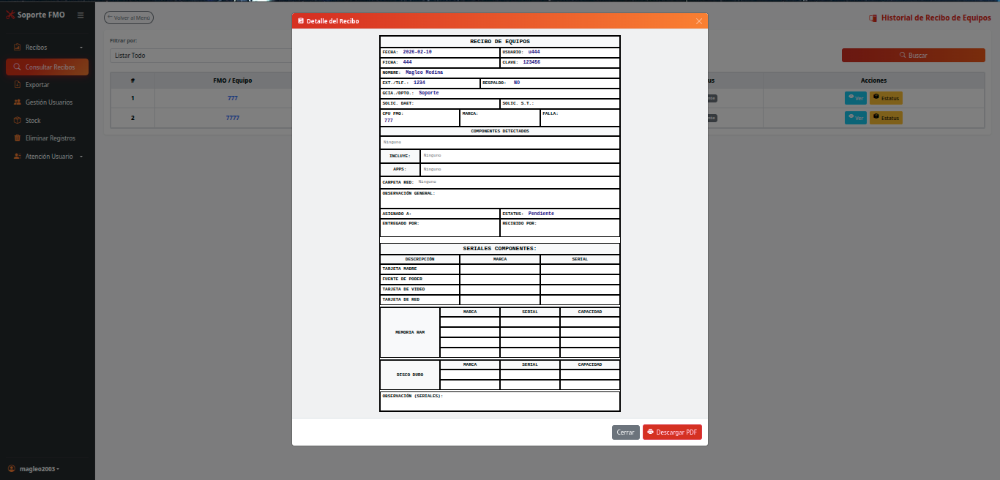 Soporte FMO
Volver al Menú
Historial de Recibo de Equipos
Recibos
Consultar Recibos
Exportar
Gestión Usuarios
Stock
Eliminar Registros
Atención Usuario
magleo2003
Filtrar por:
Listar Todo
Buscar
# FMO / Equipo us Acciones
1 777 Ver Estatus
2 7777 Ver Estatus
Detalle del Recibo
RECIBO DE EQUIPOS
FECHA: 2026-02-10 USUARIO: u444
FICHA: 444 CLAVE: 123456
NOMBRE: Magleo Medina
EXT./TLF.: 1234 RESPALDO: NO
GCIA./DPTO.: Soporte
SOLIC. DAET: SOLIC. S.T.:
CPU FMO: MARCA: FALLA:
777
COMPONENTES DETECTADOS
Ninguno
INCLUYE: Ninguno
APPS: Ninguno
CARPETA RED: Ninguno
OBSERVACIÓN GENERAL:
ASIGNADO A: ESTATUS: Pendiente
ENTREGADO POR: RECIBIDO POR:
SERIALES COMPONENTES:
DESCRIPCIÓN MARCA SERIAL
TARJETA MADRE
FUENTE DE PODER
TARJETA DE VIDEO
TARJETA DE RED
MARCA SERIAL CAPACIDAD
MEMORIA RAM
MARCA SERIAL CAPACIDAD
DISCO DURO
OBSERVACIÓN (SERIALES):
Cerrar Descargar PDF